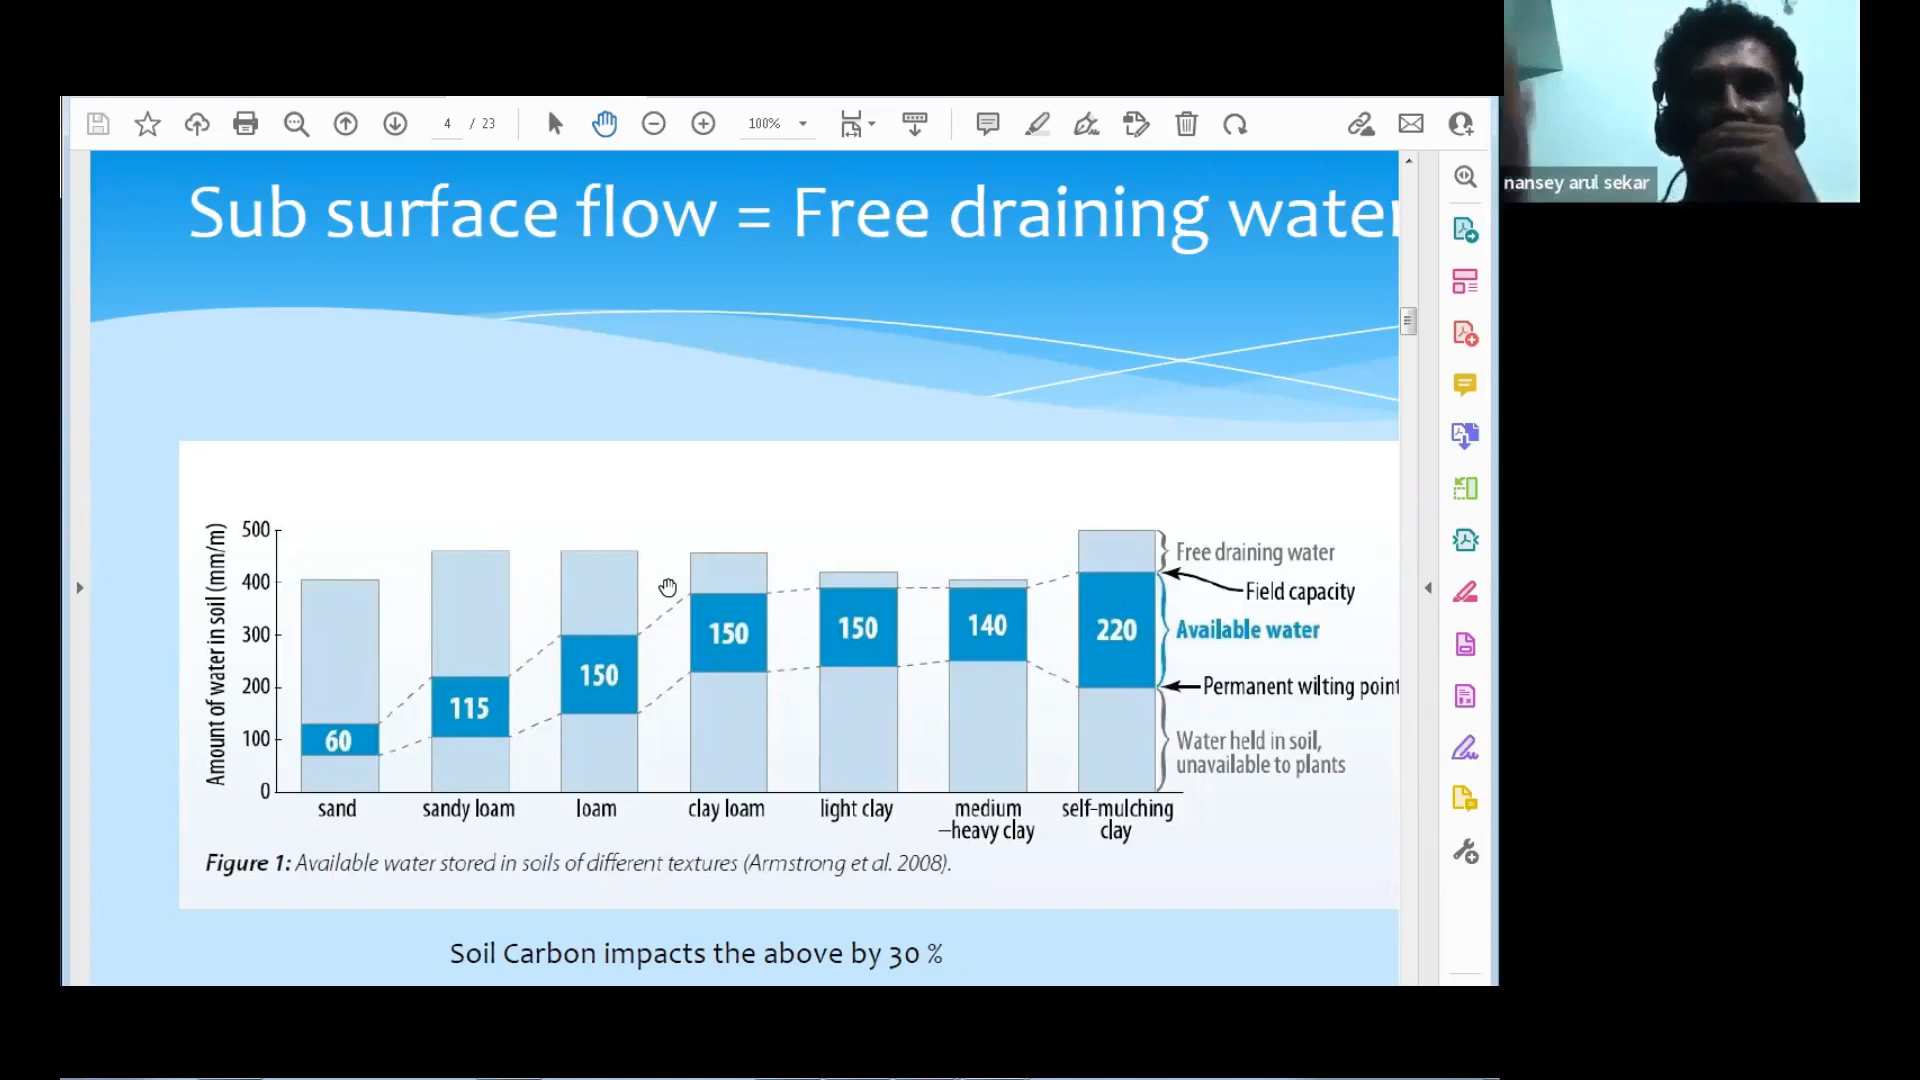 nansey arul sekar
4 / 23
100%
Sub surface flow = Free draining water
Amount of water in soil (mm/m)
500
400
300
200
100
0
60
115
150
150
150
140
220
Free draining water
Field capacity
Available water
Permanent wilting point
Water held in soil,
unavailable to plants
sand
sandy loam
loam
clay loam
light clay
medium
–heavy clay
self-mulching
clay
Figure 1: Available water stored in soils of different textures (Armstrong et al. 2008).
Soil Carbon impacts the above by 30 %